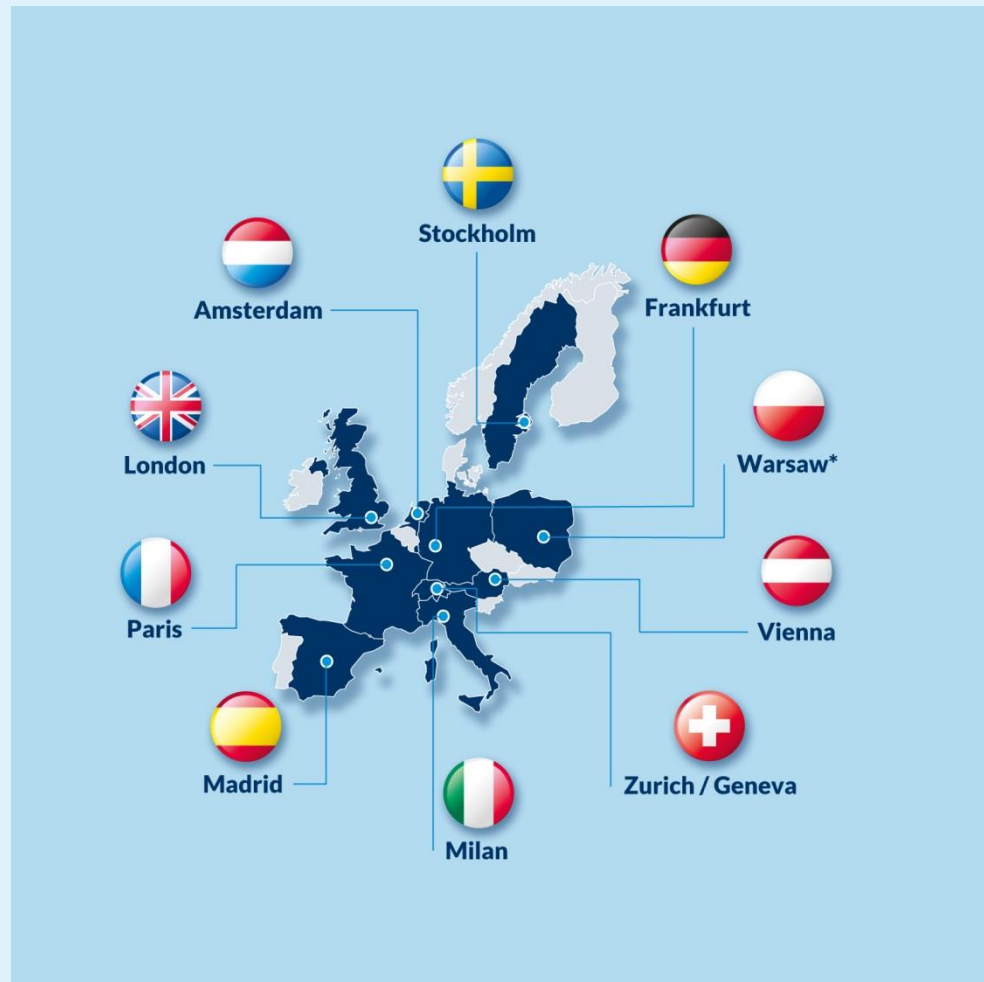 Stockholm
Amsterdam
Frankfurt
London
Warsaw*
Paris
Vienna
Madrid
Zurich / Geneva
Milan